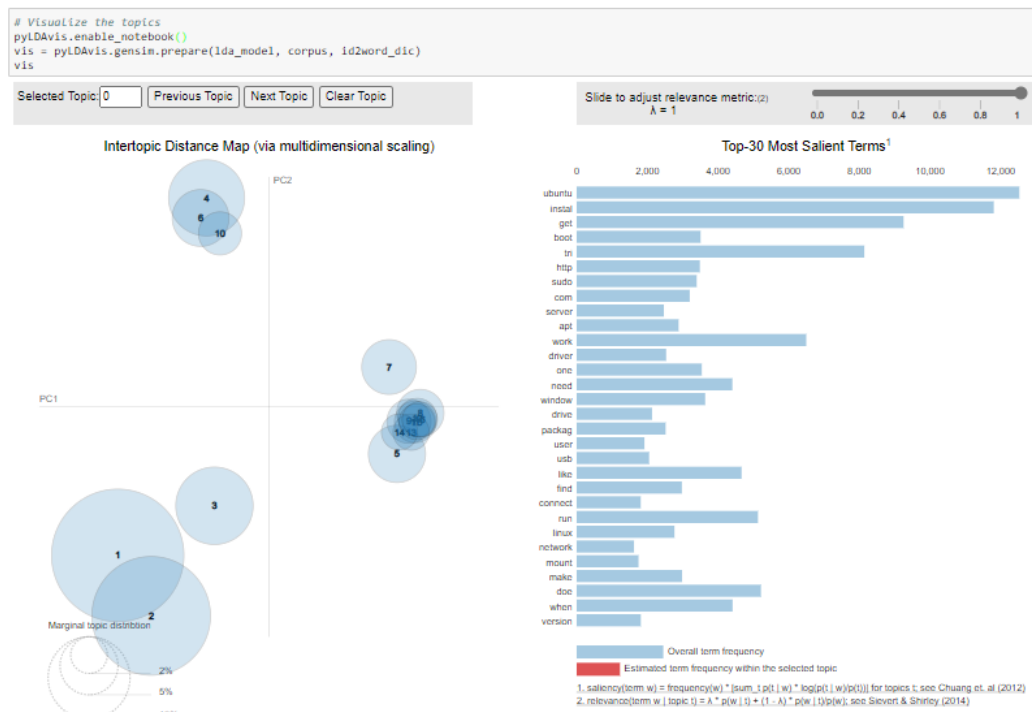 # Visualize the topics
pyLDAvis.enable_notebook()
vis = pyLDAvis.gensim.prepare(lda_model, corpus, id2word_dic)
vis
Selected Topic: 0 Previous Topic Next Topic Clear Topic
Slide to adjust relevance metric:(2)
λ = 1
0.0 0.2 0.4 0.6 0.8 1
Intertopic Distance Map (via multidimensional scaling)
PC2
PC1
4
6
10
7
8
9
14
13
5
3
1
2
Marginal topic distribtion
2%
5%
Top-30 Most Salient Terms1
0 2,000 4,000 6,000 8,000 10,000 12,000
ubuntu
instal
get
boot
tri
http
sudo
com
server
apt
work
driver
one
need
window
drive
packag
user
usb
like
find
connect
run
linux
network
mount
make
doe
when
version
Overall term frequency
Estimated term frequency within the selected topic
1. saliency(term w) = frequency(w) * [sum_t p(t | w) * log(p(t | w)/p(t))] for topics t; see Chuang et. al (2012)
2. relevance(term w | topic t) = λ * p(w | t) + (1 - λ) * p(w | t)/p(w); see Sievert & Shirley (2014)